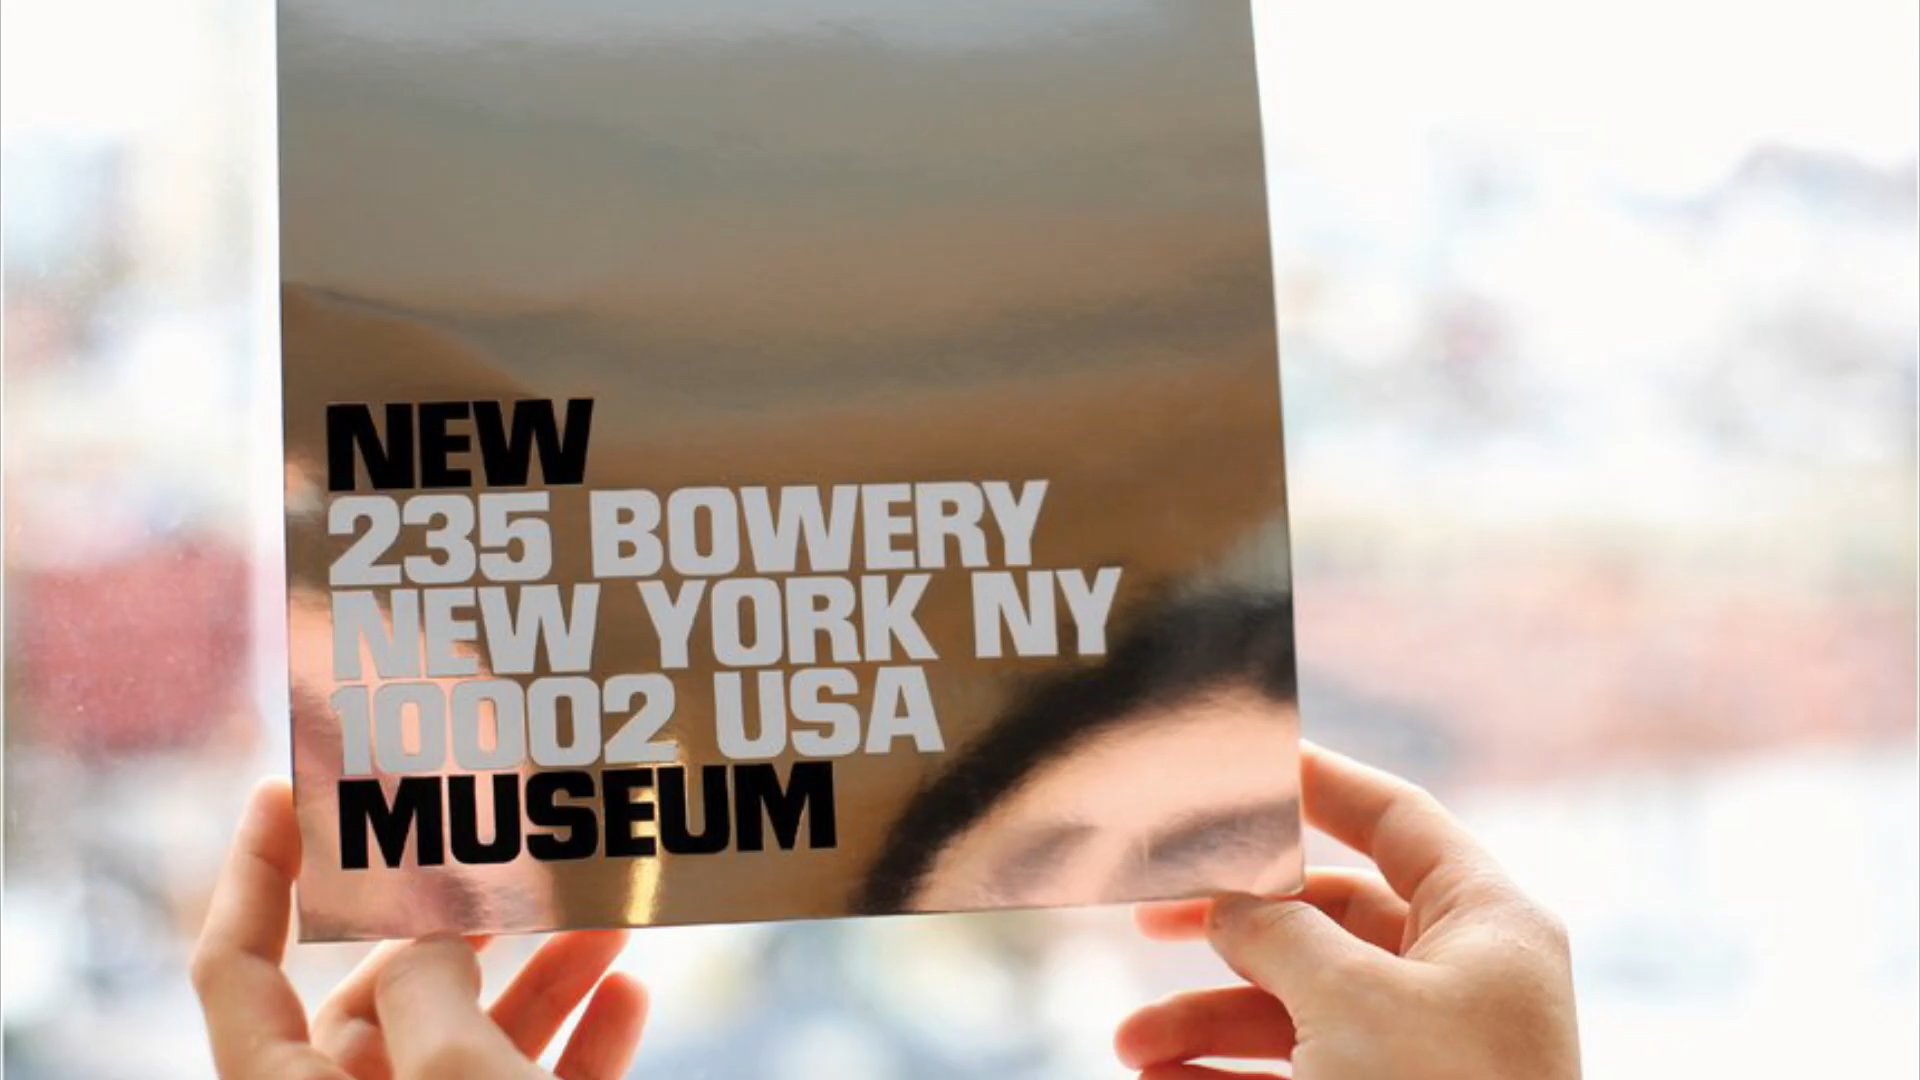 NEW
235 BOWERY
NEW YORK NY
10002 USA
MUSEUM